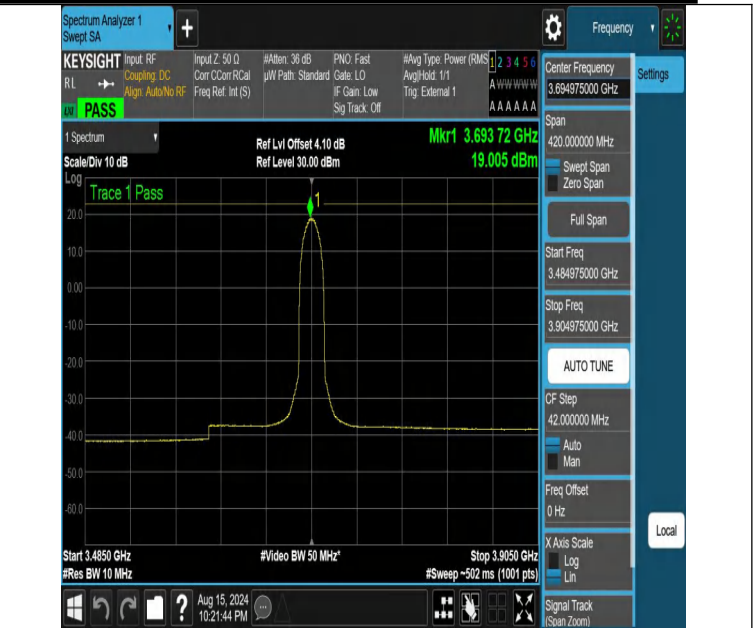 Spectrum Analyzer 1
Swept SA
+
Frequency
KEYSIGHT
RL
PASS
Input: RF
Coupling: DC
Align: Auto/No RF
Input Z: 50 Ω
Corr CCorr RCal
Freq Ref: Int (S)
#Atten: 36 dB
µW Path: Standard
PNO: Fast
Gate: LO
IF Gain: Low
Sig Track: Off
#Avg Type: Power (RMS
Avg|Hold: 1/1
Trig: External 1
1 2 3 4 5 6
A W W W W W
A A A A A A
1 Spectrum
Scale/Div 10 dB
Ref Lvl Offset 4.10 dB
Ref Level 30.00 dBm
Mkr1 3.693 72 GHz
19.005 dBm
Log
Trace 1 Pass
1
20.0
10.0
0.00
-10.0
-20.0
-30.0
-40.0
-50.0
-60.0
Start 3.4850 GHz
#Res BW 10 MHz
#Video BW 50 MHz*
Stop 3.9050 GHz
#Sweep ~502 ms (1001 pts)
Aug 15, 2024
10:21:44 PM
?
Center Frequency
3.694975000 GHz
Settings
Span
420.000000 MHz
Swept Span
Zero Span
Full Span
Start Freq
3.484975000 GHz
Stop Freq
3.904975000 GHz
AUTO TUNE
CF Step
42.000000 MHz
Auto
Man
Freq Offset
0 Hz
X Axis Scale
Log
Lin
Local
Signal Track
(Span Zoom)